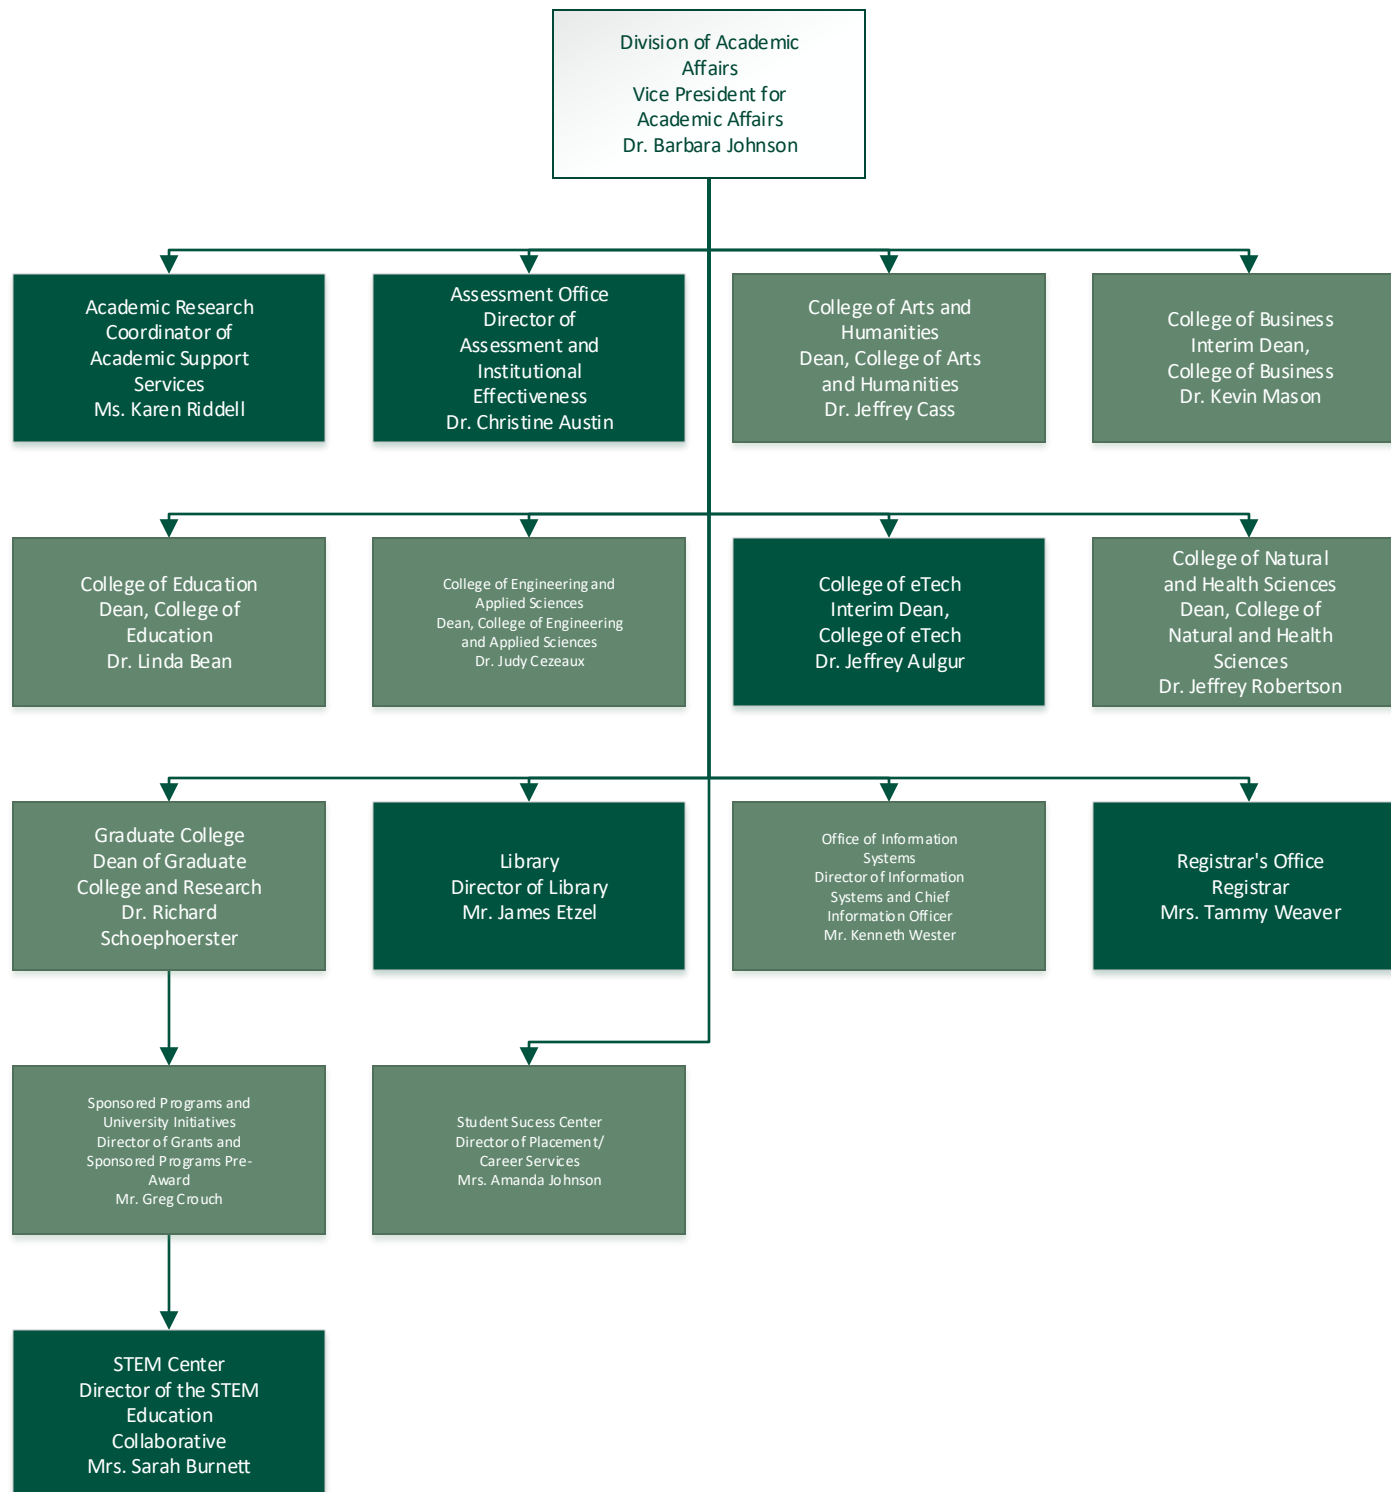 Division of Academic
Affairs
Vice President for
Academic Affairs
Dr. Barbara Johnson
Academic Research
Coordinator of
Academic Support
Services
Ms. Karen Riddell
Assessment Office
Director of
Assessment and
Institutional
Effectiveness
Dr. Christine Austin
College of Arts and
Humanities
Dean, College of Arts
and Humanities
Dr. Jeffrey Cass
College of Business
Interim Dean,
College of Business
Dr. Kevin Mason
College of Education
Dean, College of
Education
Dr. Linda Bean
College of Engineering and
Applied Sciences
Dean, College of Engineering
and Applied Sciences
Dr. Judy Cezeaux
College of eTech
Interim Dean,
College of eTech
Dr. Jeffrey Aulgur
College of Natural
and Health Sciences
Dean, College of
Natural and Health
Sciences
Dr. Jeffrey Robertson
Graduate College
Dean of Graduate
College and Research
Dr. Richard
Schoephoerster
Library
Director of Library
Mr. James Etzel
Office of Information
Systems
Director of Information
Systems and Chief
Information Officer
Mr. Kenneth Wester
Registrar's Office
Registrar
Mrs. Tammy Weaver
Sponsored Programs and
University Initiatives
Director of Grants and
Sponsored Programs Pre-
Award
Mr. Greg Crouch
Student Sucess Center
Director of Placement/
Career Services
Mrs. Amanda Johnson
STEM Center
Director of the STEM
Education
Collaborative
Mrs. Sarah Burnett